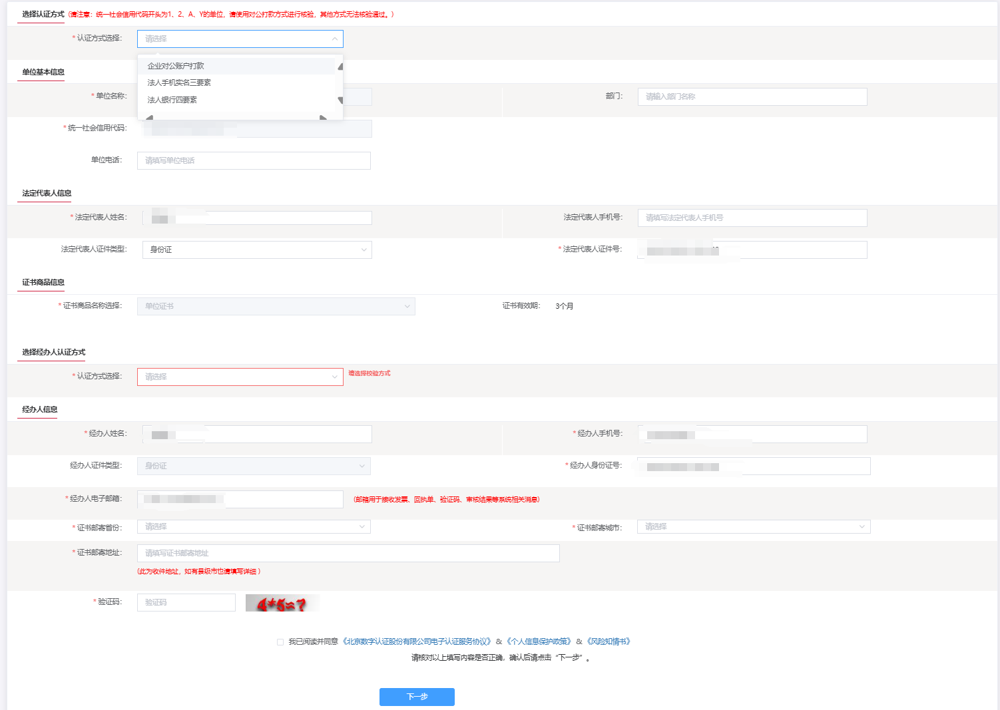 选择认证方式 (请注意：统一社会信用代码开头为1、2、A、Y的单位，请使用对公打款方式进行核验，其他方式无法核验通过。)
* 认证方式选择： 请选择
企业对公账户打款
法人手机实名三要素
法人银行四要素
单位基本信息
* 单位名称： 部门： 请输入部门名称
* 统一社会信用代码：
单位电话： 请填写单位电话
法定代表人信息
* 法定代表人姓名： 法定代表人手机号： 请填写法定代表人手机号
法定代表人证件类型： 身份证 * 法定代表人证件号：
证书商品信息
* 证书商品名称选择： 单位证书 证书有效期： 3个月
选择经办人认证方式
* 认证方式选择： 请选择 请选择校验方式
经办人信息
* 经办人姓名： * 经办人手机号：
经办人证件类型： 身份证 * 经办人身份证号：
* 经办人电子邮箱： (邮箱用于接收发票、回执单、验证码、审核结果等系统相关消息)
* 证书邮寄省份： 请选择 * 证书邮寄城市： 请选择
* 证书邮寄地址： 请填写证书邮寄地址
(此为收件地址，如有县级市也请填写详细 )
* 验证码： 验证码 4*5=?
我已阅读并同意 《北京数字认证股份有限公司电子认证服务协议》 & 《个人信息保护政策》 & 《风险知情书》
请核对以上填写内容是否正确，确认后请点击“下一步”。
下一步